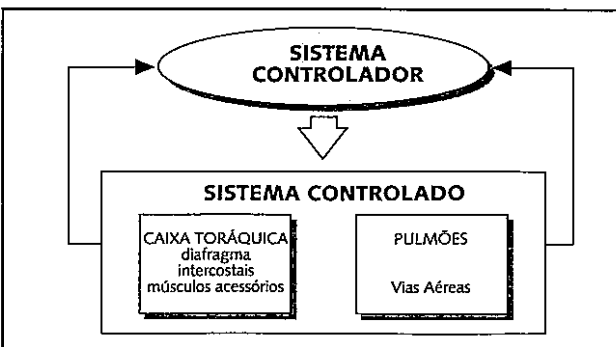 SISTEMA
CONTROLADOR
SISTEMA CONTROLADO
CAIXA TORÁQUICA
diafragma
intercostais
músculos acessórios
PULMÕES
Vias Aéreas